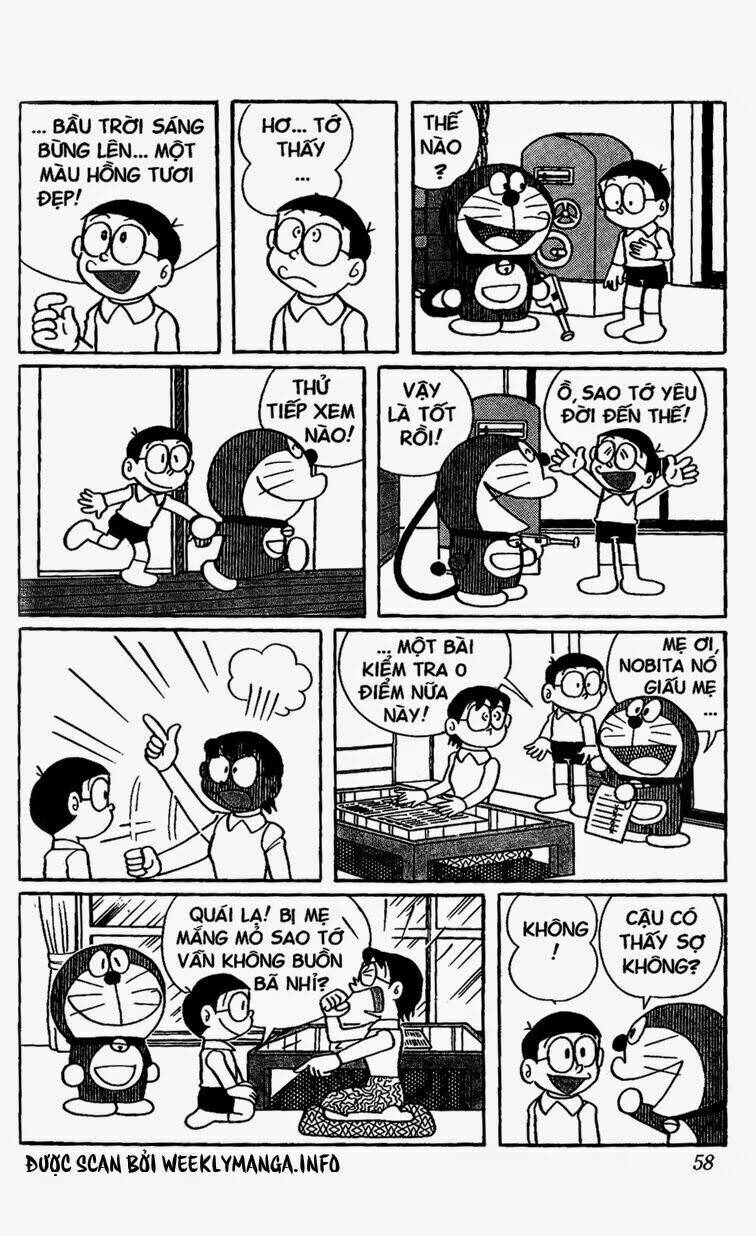 THẾ
NÀO
?
HƠ... TỚ
THẤY
...
... BẦU TRỜI SÁNG
BỪNG LÊN... MỘT
MÀU HỒNG TƯƠI
ĐẸP!
Ồ, SAO TỚ YÊU
ĐỜI ĐẾN THẾ!
VẬY
LÀ TỐT
RỒI!
THỬ
TIẾP XEM
NÀO!
MẸ ƠI,
NOBITA NÓ
GIẤU MẸ
...
... MỘT BÀI
KIỂM TRA 0
ĐIỂM NỮA
NÀY!
CẬU CÓ
THẤY SỢ
KHÔNG?
KHÔNG
!
QUÁI LẠ! BỊ MẸ
MẮNG MỎ SAO TỚ
VẪN KHÔNG BUỒN
BÃ NHỈ?
ĐƯỢC SCAN BỞI WEEKLYMANGA.INFO
58